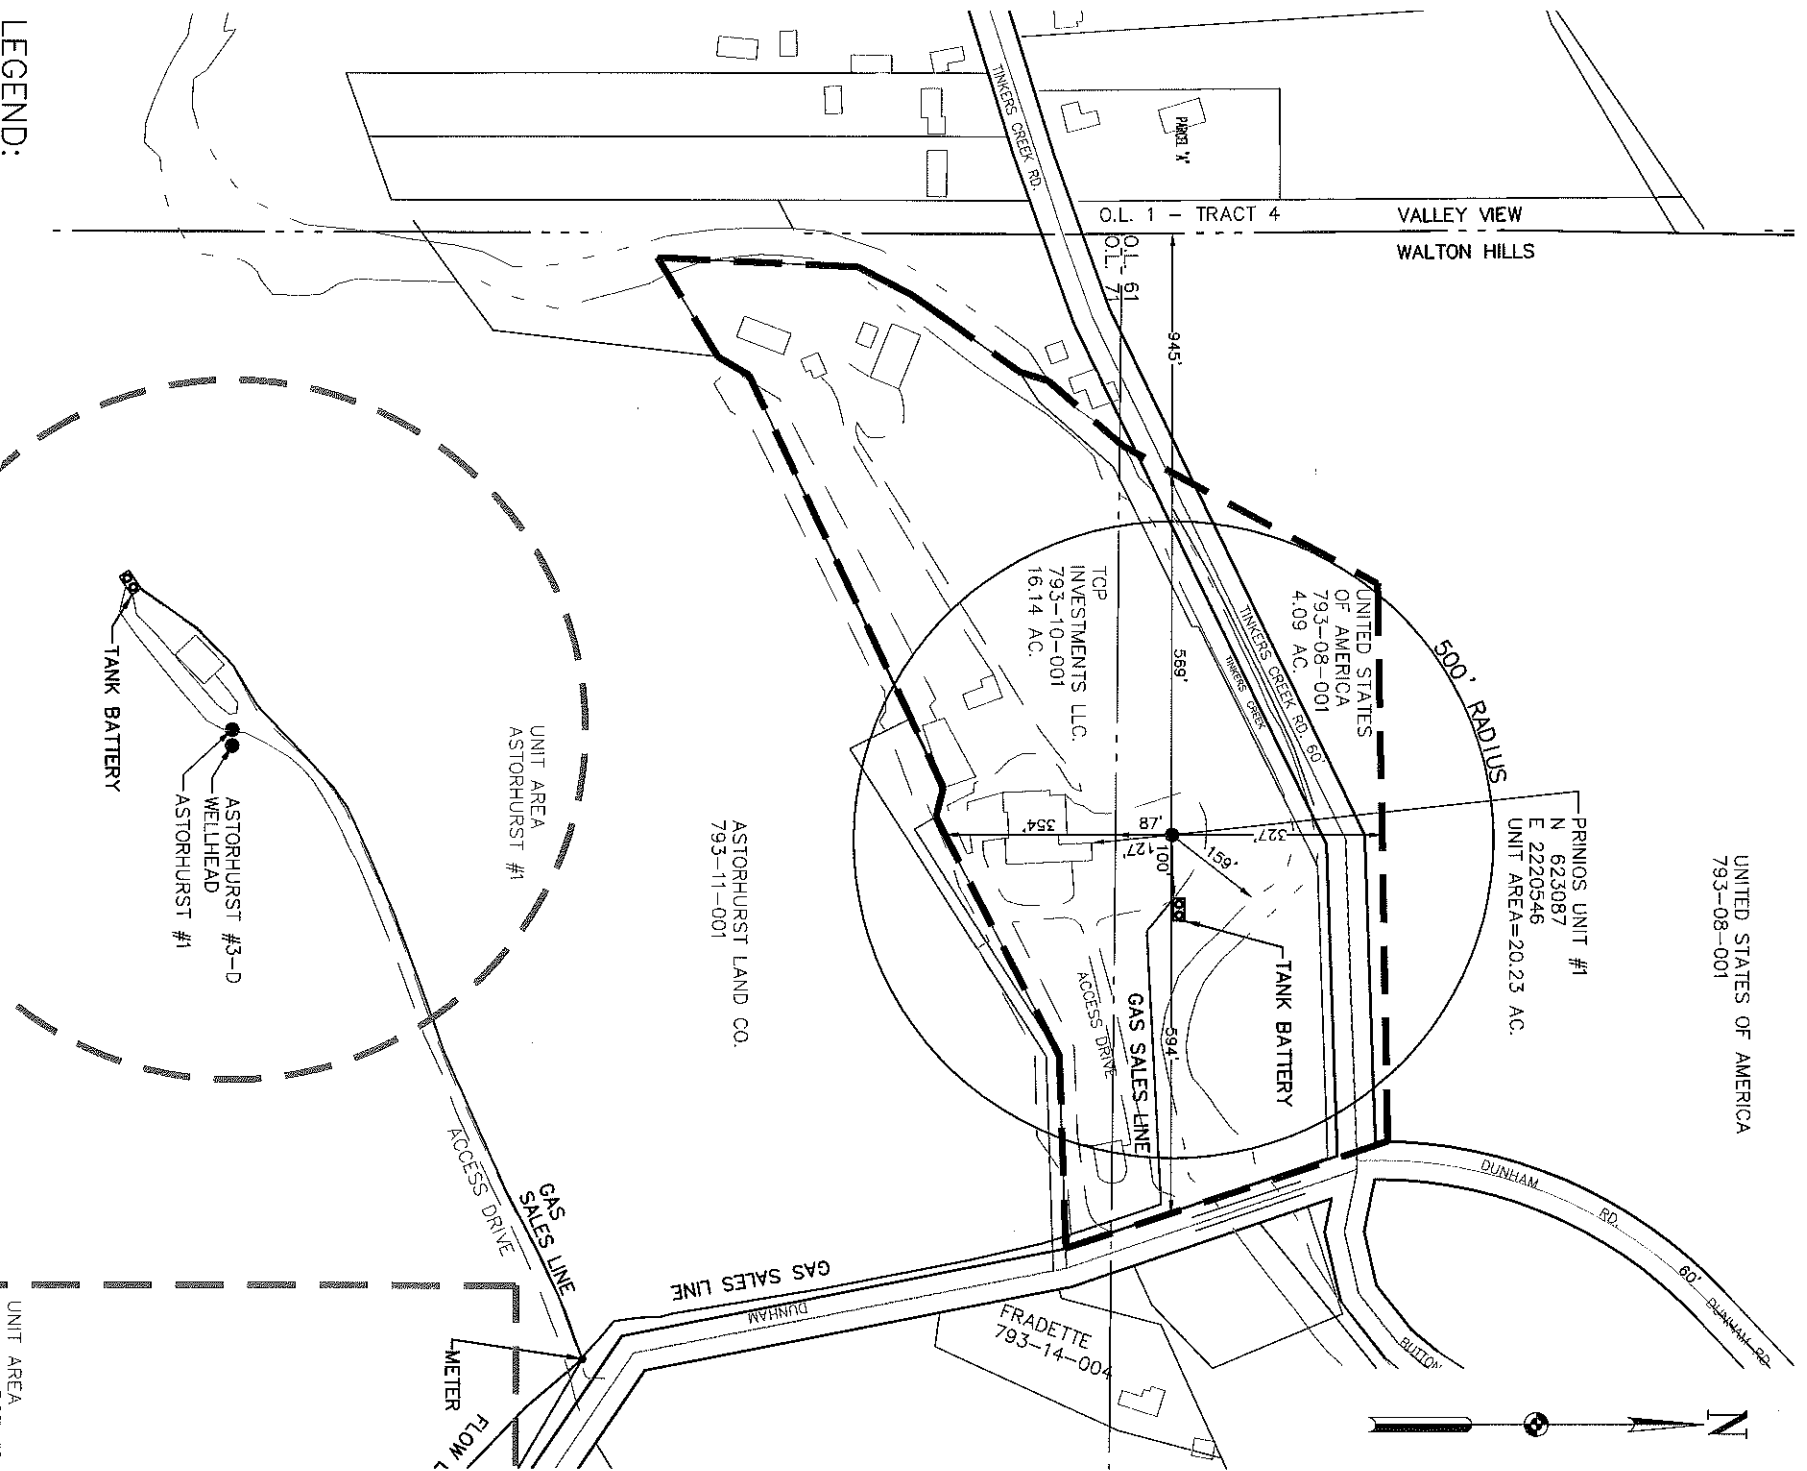 LEGEND:
TINKERS CREEK RD.
PARCEL "A"
O.L. 1 - TRACT 4
VALLEY VIEW
WALTON HILLS
O.L. 61
O.L. 71
945'
569'
594'
TCP
INVESTMENTS LLC.
793-10-001
16.14 AC.
UNITED STATES
OF AMERICA
793-08-001
4.09 AC.
TINKERS CREEK RD. 60'
TINKERS CREEK
500' RADIUS
PRINIOS UNIT #1
N 623087
E 2220546
UNIT AREA=20.23 AC.
UNITED STATES OF AMERICA
793-08-001
354'
87'
127'
100'
159'
327'
TANK BATTERY
GAS SALES LINE
ACCESS DRIVE
UNIT AREA
ASTORHURST #1
ASTORHURST LAND CO.
793-11-001
TANK BATTERY
ASTORHURST #3-D
WELLHEAD
ASTORHURST #1
ACCESS DRIVE
GAS
SALES LINE
GAS SALES LINE
DUNHAM
FRADETTE
793-14-004
DUNHAM RD. 60'
DUNHAM RD
BUTTON
METER
FLOW L
UNIT AREA
N